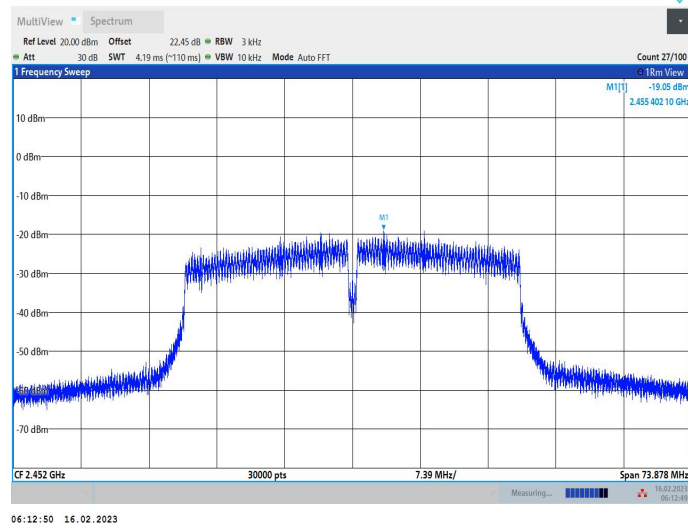 MultiView Spectrum
Ref Level 20.00 dBm Offset 22.45 dB RBW 3 kHz
Att 30 dB SWT 4.19 ms (~110 ms) VBW 10 kHz Mode Auto FFT Count 27/100
1 Frequency Sweep 1Rm View
M1[1] -19.05 dBm
2.455 402 10 GHz
10 dBm
0 dBm
-10 dBm
M1
-20 dBm
-30 dBm
-40 dBm
-50 dBm
-60 dBm
-70 dBm
CF 2.452 GHz 30000 pts 7.39 MHz/ Span 73.878 MHz
Measuring... 16.02.2023
06:12:49
06:12:50 16.02.2023